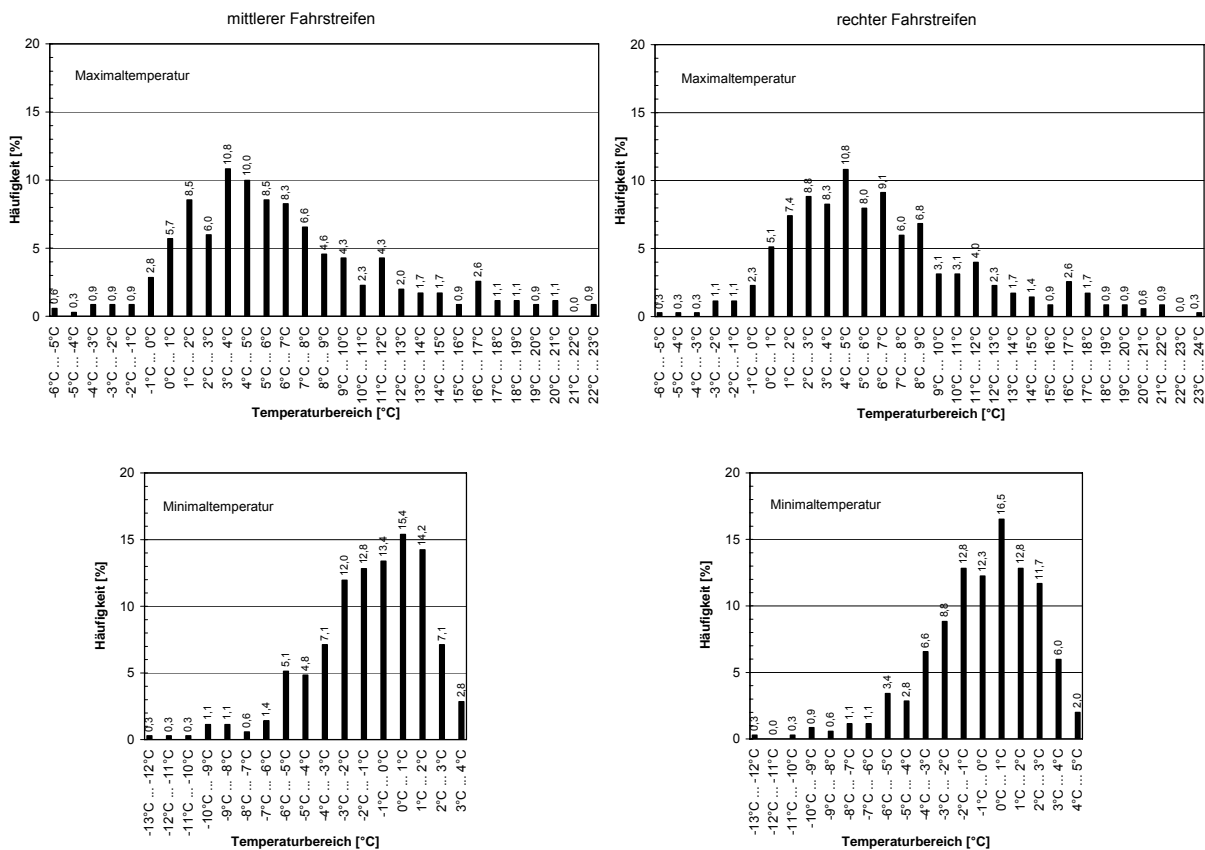 mittlerer Fahrstreifen
rechter Fahrstreifen
Maximaltemperatur
Häufigkeit [%]
20
15
10
5
0
0,6
0,3
0,9
0,9
0,9
2,8
5,7
8,5
6,0
10,8
10,0
8,5
8,3
6,6
4,6
4,3
2,3
4,3
2,0
1,7
1,7
0,9
2,6
1,1
1,1
0,9
1,1
0,0
0,9
-6°C ... -5°C
-5°C ... -4°C
-4°C ... -3°C
-3°C ... -2°C
-2°C ... -1°C
-1°C ... 0°C
0°C ... 1°C
1°C ... 2°C
2°C ... 3°C
3°C ... 4°C
4°C ... 5°C
5°C ... 6°C
6°C ... 7°C
7°C ... 8°C
8°C ... 9°C
9°C ... 10°C
10°C ... 11°C
11°C ... 12°C
12°C ... 13°C
13°C ... 14°C
14°C ... 15°C
15°C ... 16°C
16°C ... 17°C
17°C ... 18°C
18°C ... 19°C
19°C ... 20°C
20°C ... 21°C
21°C ... 22°C
22°C ... 23°C
Temperaturbereich [°C]
Maximaltemperatur
Häufigkeit [%]
20
15
10
5
0
0,3
0,3
0,3
1,1
1,1
2,3
5,1
7,4
8,8
8,3
10,8
8,0
9,1
6,0
6,8
3,1
3,1
4,0
2,3
1,7
1,4
0,9
2,6
1,7
0,9
0,9
0,6
0,9
0,0
0,3
-6°C ... -5°C
-5°C ... -4°C
-4°C ... -3°C
-3°C ... -2°C
-2°C ... -1°C
-1°C ... 0°C
0°C ... 1°C
1°C ... 2°C
2°C ... 3°C
3°C ... 4°C
4°C ... 5°C
5°C ... 6°C
6°C ... 7°C
7°C ... 8°C
8°C ... 9°C
9°C ... 10°C
10°C ... 11°C
11°C ... 12°C
12°C ... 13°C
13°C ... 14°C
14°C ... 15°C
15°C ... 16°C
16°C ... 17°C
17°C ... 18°C
18°C ... 19°C
19°C ... 20°C
20°C ... 21°C
21°C ... 22°C
22°C ... 23°C
23°C ... 24°C
Temperaturbereich [°C]
Minimaltemperatur
Häufigkeit [%]
20
15
10
5
0
0,3
0,3
0,3
1,1
1,1
0,6
1,4
5,1
4,8
7,1
12,0
12,8
13,4
15,4
14,2
7,1
2,8
-13°C ... -12°C
-12°C ... -11°C
-11°C ... -10°C
-10°C ... -9°C
-9°C ... -8°C
-8°C ... -7°C
-7°C ... -6°C
-6°C ... -5°C
-5°C ... -4°C
-4°C ... -3°C
-3°C ... -2°C
-2°C ... -1°C
-1°C ... 0°C
0°C ... 1°C
1°C ... 2°C
2°C ... 3°C
3°C ... 4°C
Temperaturbereich [°C]
Minimaltemperatur
Häufigkeit [%]
20
15
10
5
0
0,3
0,0
0,3
0,9
0,6
1,1
1,1
3,4
2,8
6,6
8,8
12,8
12,3
16,5
12,8
11,7
6,0
2,0
-13°C ... -12°C
-12°C ... -11°C
-11°C ... -10°C
-10°C ... -9°C
-9°C ... -8°C
-8°C ... -7°C
-7°C ... -6°C
-6°C ... -5°C
-5°C ... -4°C
-4°C ... -3°C
-3°C ... -2°C
-2°C ... -1°C
-1°C ... 0°C
0°C ... 1°C
1°C ... 2°C
2°C ... 3°C
3°C ... 4°C
4°C ... 5°C
Temperaturbereich [°C]